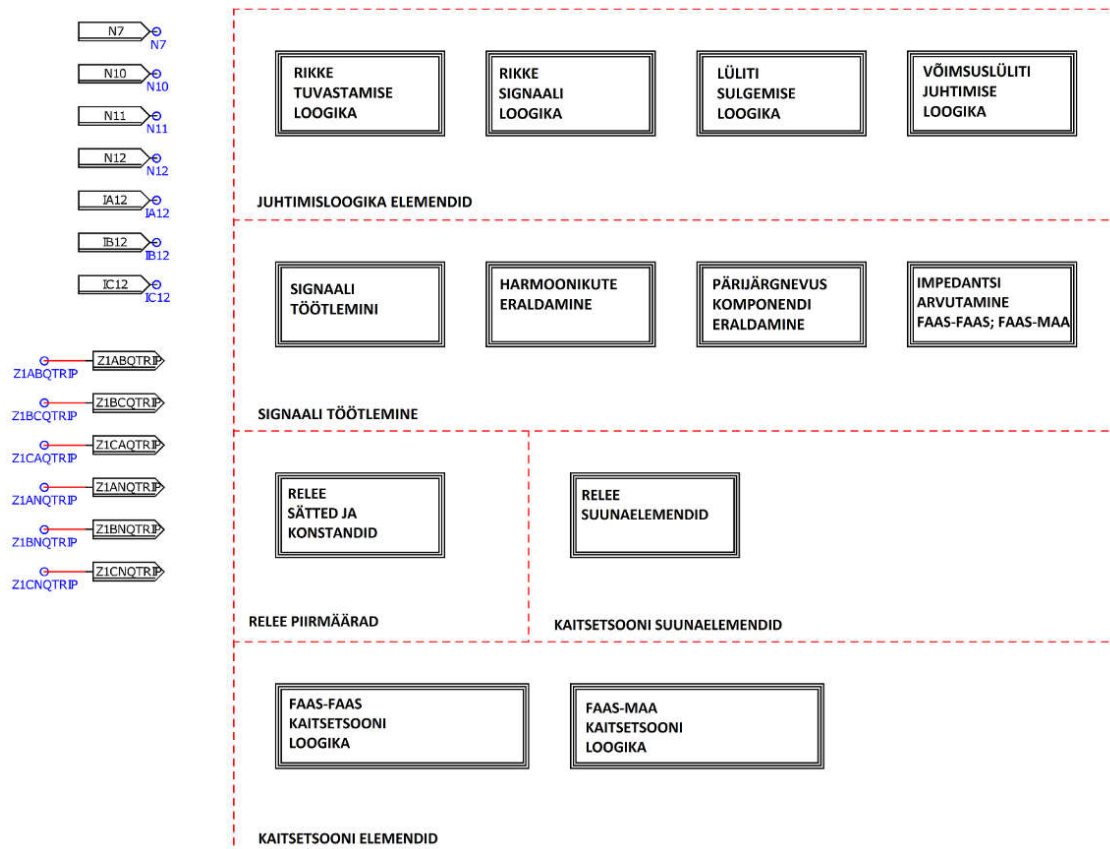 N7
N7
N10
N10
N11
N11
N12
N12
IA12
IA12
IB12
IB12
IC12
IC12
Z1ABQTRIP
Z1ABQTRIP
Z1BCQTRIP
Z1BCQTRIP
Z1CAQTRIP
Z1CAQTRIP
Z1ANQTRIP
Z1ANQTRIP
Z1BNQTRIP
Z1BNQTRIP
Z1CNQTRIP
Z1CNQTRIP
RIKKE
TUVASTAMISE
LOOGIKA
RIKKE
SIGNAALI
LOOGIKA
LÜLITI
SULGEMISE
LOOGIKA
VÕIMSUSLÜLITI
JUHTIMISE
LOOGIKA
JUHTIMISLOOGIKA ELEMENDID
SIGNAALI
TÖÖTLEMINI
HARMOONIKUTE
ERALDAMINE
PÄRIJÄRGNEVUS
KOMPONENDI
ERALDAMINE
IMPEDANTSI
ARVUTAMINE
FAAS-FAAS; FAAS-MAA
SIGNAALI TÖÖTLEMINE
RELEE
SÄTTED JA
KONSTANDID
RELEE PIIRMÄÄRAD
RELEE
SUUNAELEMENDID
KAITSETSOONI SUUNAELEMENDID
FAAS-FAAS
KAITSETSOONI
LOOGIKA
FAAS-MAA
KAITSETSOONI
LOOGIKA
KAITSETSOONI ELEMENDID